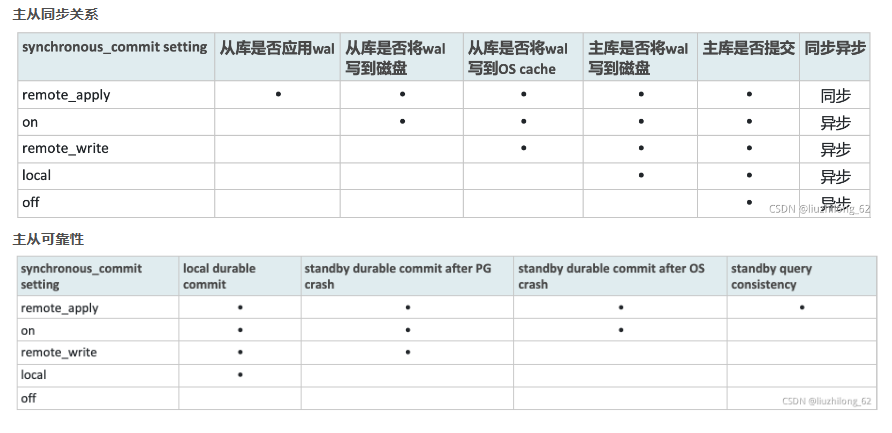 主从同步关系
synchronous_commit setting 从库是否应用wal 从库是否将wal 从库是否将wal 主库是否将wal 主库是否提交 同步异步
写到磁盘 写到OS cache 写到磁盘
remote_apply • • • • • 同步
on • • • • 异步
remote_write • • • 异步
local • • 异步
off • 异步
CSDN @liuzhilong_62
主从可靠性
synchronous_commit local durable standby durable commit after PG standby durable commit after OS standby query
setting commit crash crash consistency
remote_apply • • • •
on • • •
remote_write • •
local •
off
CSDN @liuzhilong_62